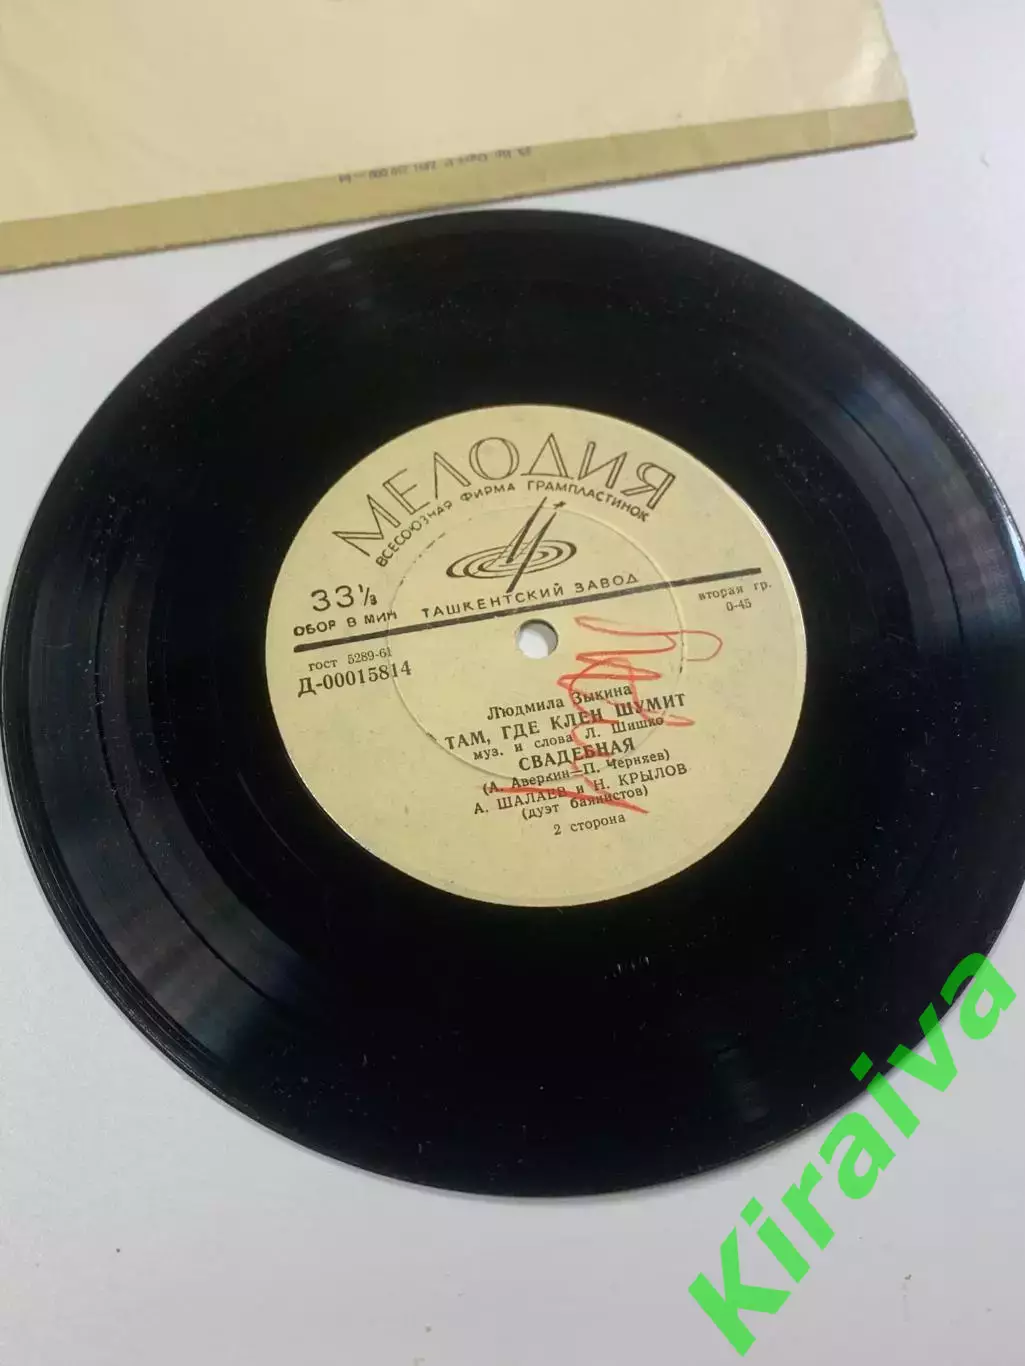 МЕЛОДИЯ
ВСЕСОЮЗНАЯ ФИРМА ГРАМПЛАСТИНОК
33⅓
ОБОР В МИН
ТАШКЕНТСКИЙ ЗАВОД
вторая гр.
0-45
гост 5289-61
Д-00015814
Людмила Зыкина
ТАМ, ГДЕ КЛЕН ШУМИТ
муз. и слова Л. Шишко
СВАДЕБНАЯ
(А. Аверкин—П. Черняев)
А. ШАЛАЕВ и Н. КРЫЛОВ
(дуэт баянистов)
2 сторона
Kiraiva